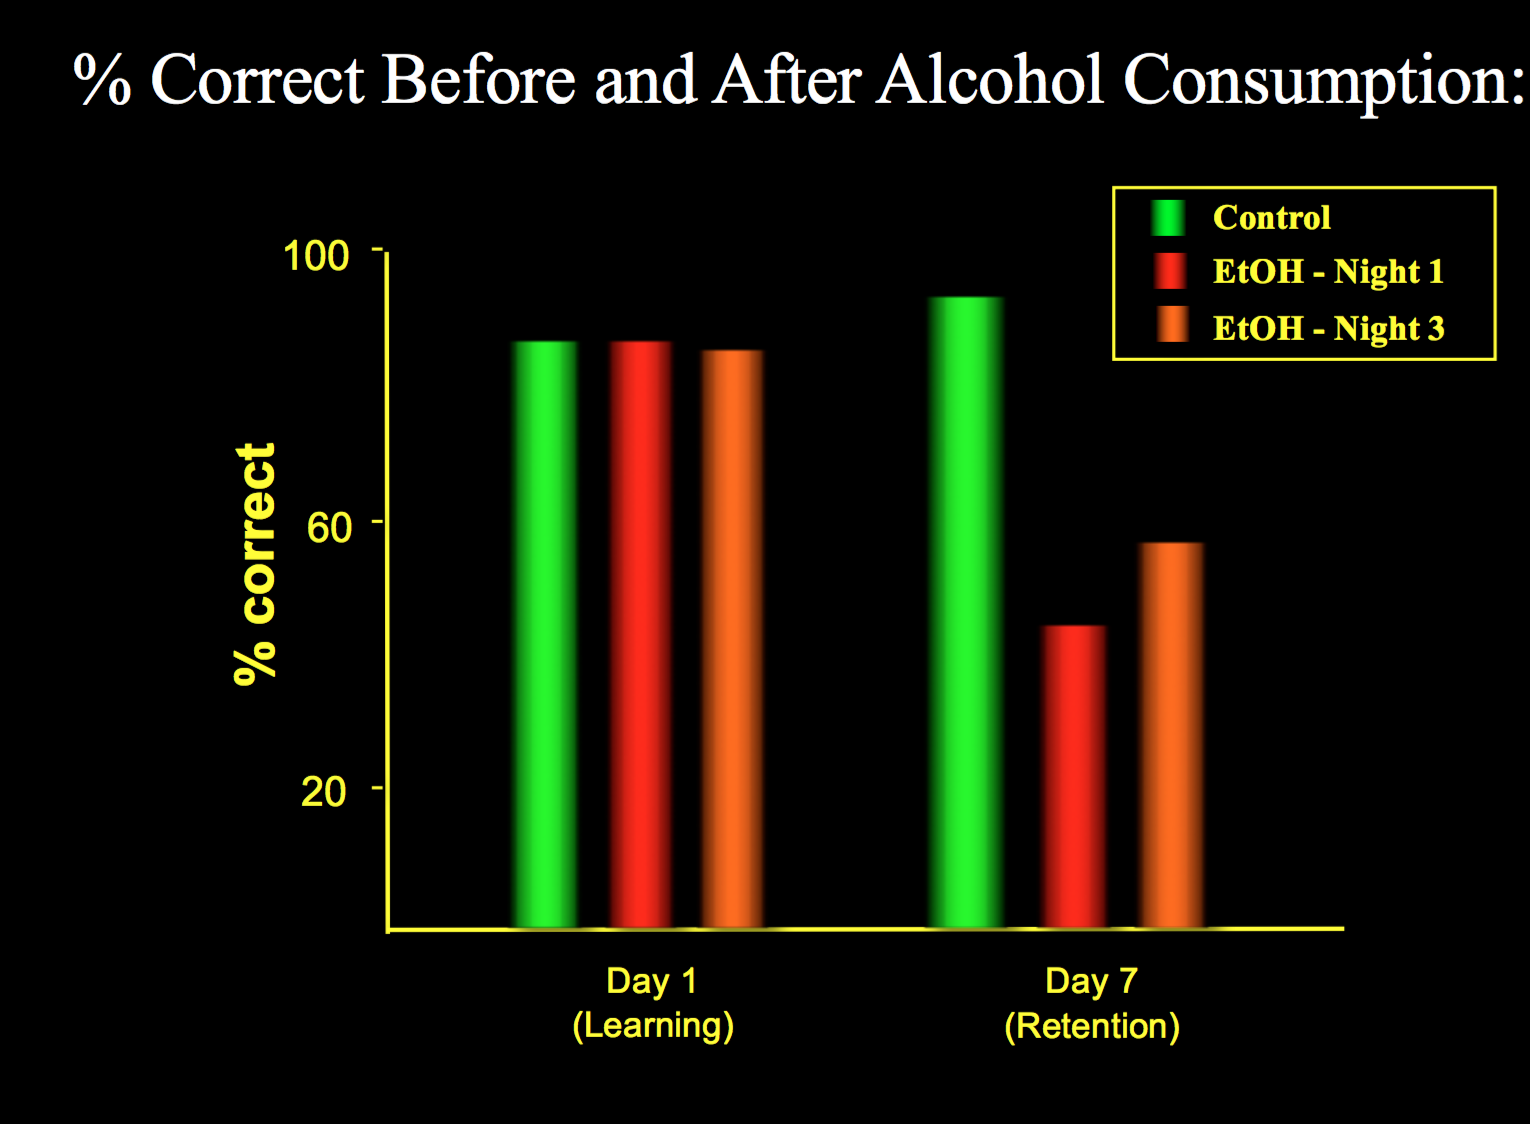 % Correct Before and After Alcohol Consumption:
Control
EtOH - Night 1
EtOH - Night 3
100
60
20
% correct
Day 1
(Learning)
Day 7
(Retention)